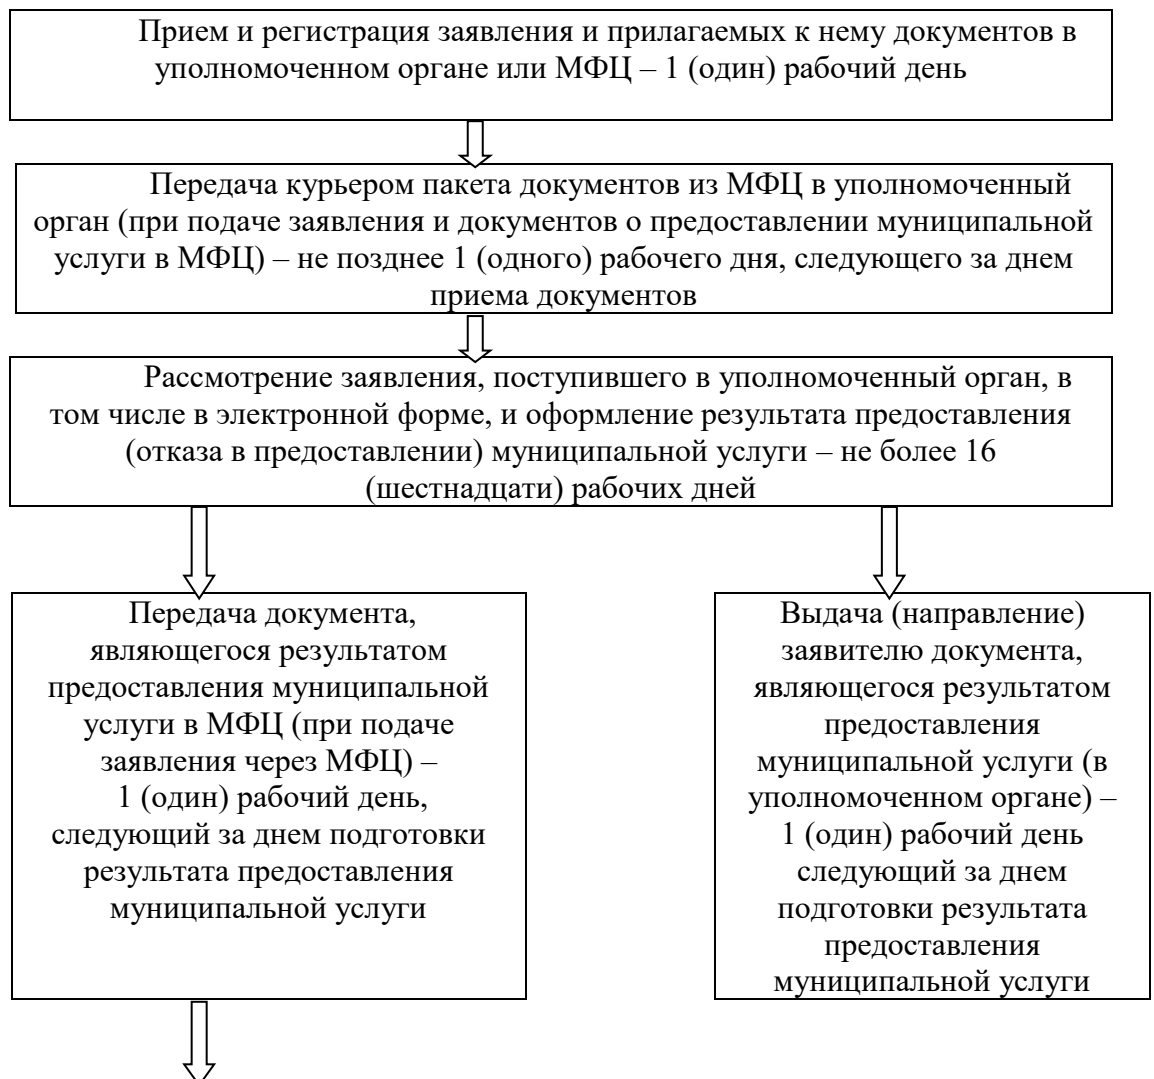 Прием и регистрация заявления и прилагаемых к нему документов в
уполномоченном органе или МФЦ – 1 (один) рабочий день
Передача курьером пакета документов из МФЦ в уполномоченный
орган (при подаче заявления и документов о предоставлении муниципальной
услуги в МФЦ) – не позднее 1 (одного) рабочего дня, следующего за днем
приема документов
Рассмотрение заявления, поступившего в уполномоченный орган, в
том числе в электронной форме, и оформление результата предоставления
(отказа в предоставлении) муниципальной услуги – не более 16
(шестнадцати) рабочих дней
Передача документа,
являющегося результатом
предоставления муниципальной
услуги в МФЦ (при подаче
заявления через МФЦ) –
1 (один) рабочий день,
следующий за днем подготовки
результата предоставления
муниципальной услуги
Выдача (направление)
заявителю документа,
являющегося результатом
предоставления
муниципальной услуги (в
уполномоченном органе) –
1 (один) рабочий день
следующий за днем
подготовки результата
предоставления
муниципальной услуги